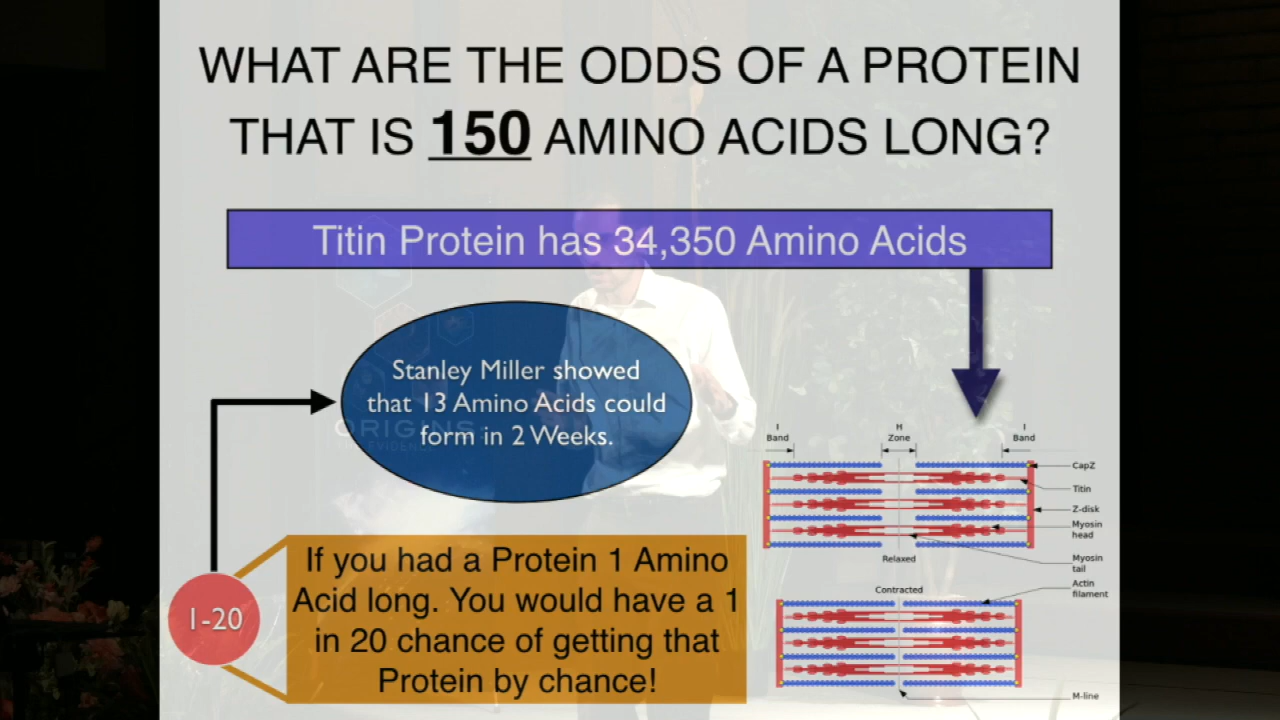 WHAT ARE THE ODDS OF A PROTEIN
THAT IS 150 AMINO ACIDS LONG?
Titin Protein has 34,350 Amino Acids
Stanley Miller showed
that 13 Amino Acids could
form in 2 Weeks.
ORIGINS
EVIDENCE
1-20
If you had a Protein 1 Amino
Acid long. You would have a 1
in 20 chance of getting that
Protein by chance!
I
Band
H
Zone
I
Band
CapZ
Titin
Z-disk
Myosin
head
Relaxed
Myosin
tail
Contracted
Actin
filament
M-line